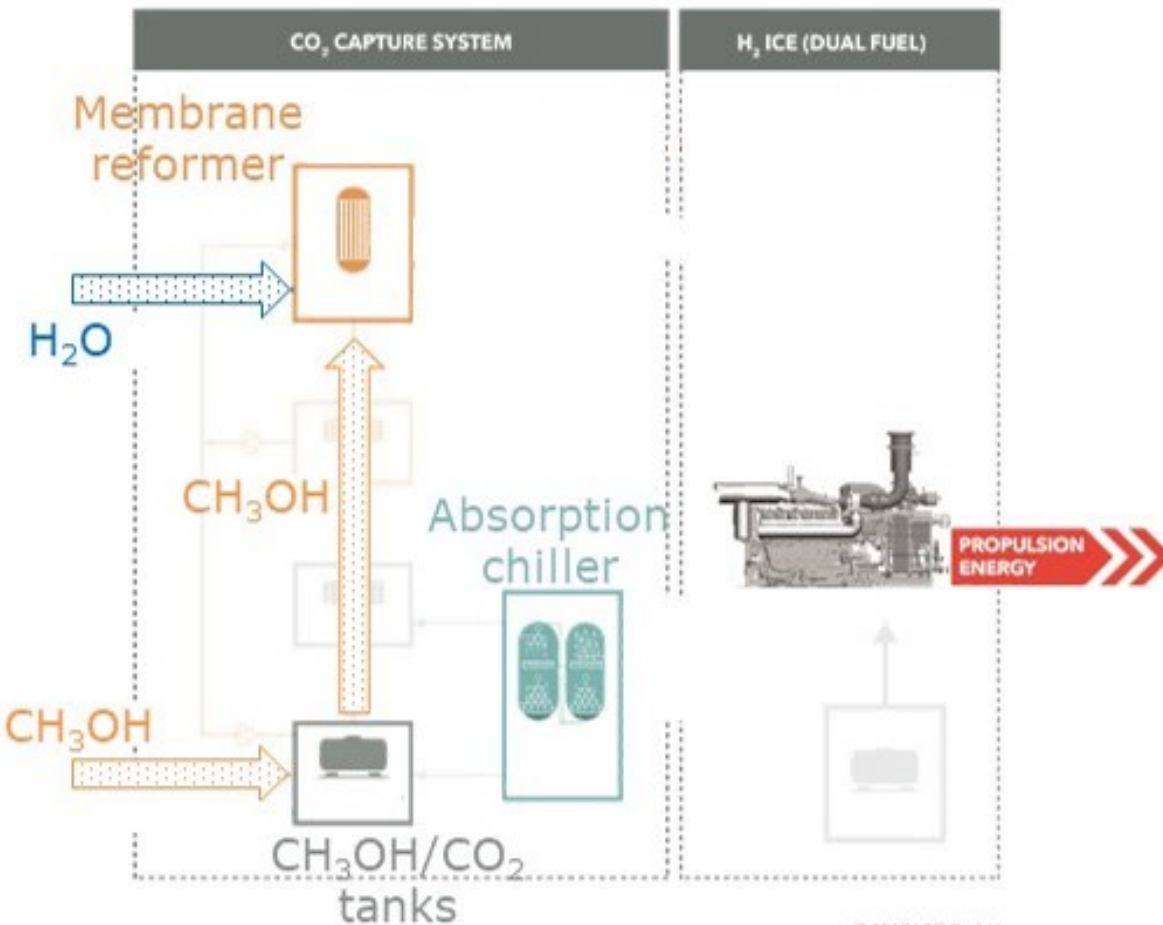 CO₂ CAPTURE SYSTEM
H₂ ICE (DUAL FUEL)
Membrane
reformer
H₂O
CH₃OH
Absorption
chiller
PROPULSION
ENERGY
CH₃OH
CH₃OH/CO₂
tanks